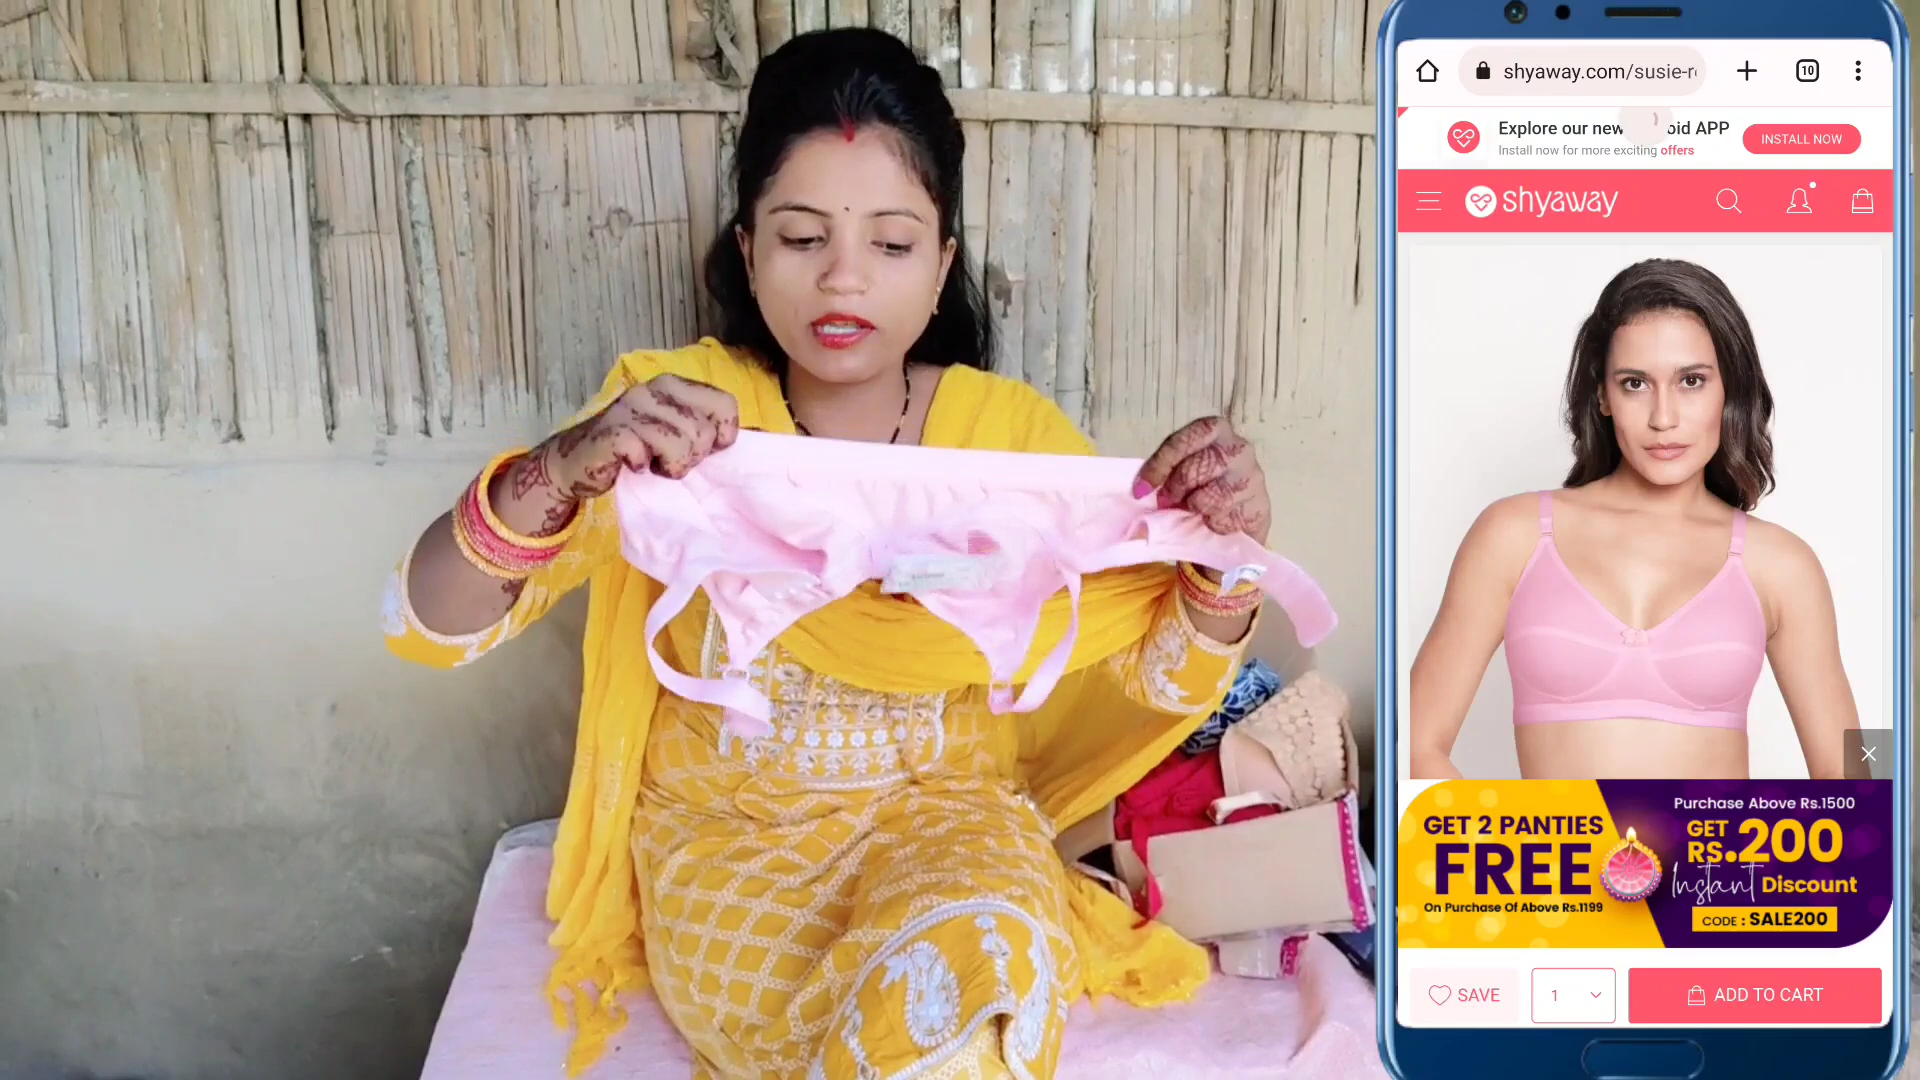 shyaway.com/susie-r
10
Explore our new oid APP
Install now for more exciting offers
INSTALL NOW
shyaway
GET 2 PANTIES
FREE
On Purchase Of Above Rs.1199
Purchase Above Rs.1500
GET
RS.200
Instant Discount
CODE : SALE200
SAVE
1
ADD TO CART